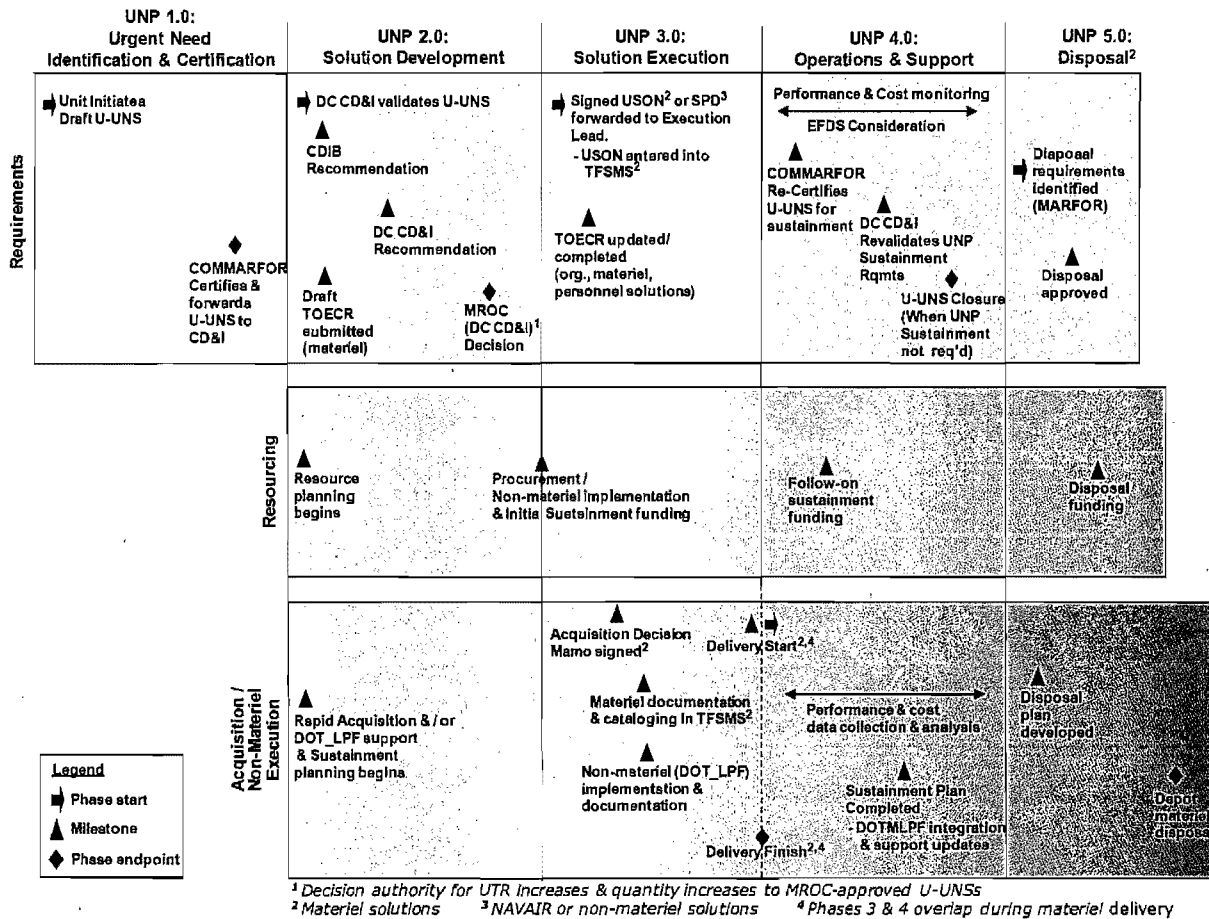 UNP 1.0:
Urgent Need
Identification & Certification
UNP 2.0:
Solution Development
UNP 3.0:
Solution Execution
UNP 4.0:
Operations & Support
UNP 5.0:
Disposal²
Requirements
Unit Initiates
Draft U-UNS
COMMARFOR
Certifies &
forwards
U-UNS to
CD&I
DC CD&I validates U-UNS
CDIB
Recommendation
DC CD&I
Recommendation
Draft
TOECR
submitted
(materiel)
MROC
(DC CD&I)¹
Decision
Signed USON² or SPD³
forwarded to Execution
Lead.
- USON entered into
TFSMS²
TOECR updated/
completed
(org., materiel,
personnel solutions)
Performance & Cost monitoring
EFDS Consideration
COMMARFOR
Re-Certifies
U-UNS for
sustainment
DC CD&I
Revalidates UNP
Sustainment
Rqmts
U-UNS Closure
(When UNP
Sustainment
not req'd)
Disposal
requirements
identified
(MARFOR)
Disposal
approved
Resourcing
Resource
planning
begins
Procurement /
Non-materiel implementation
& Initial Sustainment funding
Follow-on
sustainment
funding
Disposal
funding
Acquisition /
Non-Materiel
Execution
Rapid Acquisition & / or
DOT_LPF support
& Sustainment
planning begins
Acquisition Decision
Memo signed²
Delivery Start²,⁴
Materiel documentation
& cataloging in TFSMS²
Non-materiel (DOT_LPF)
implementation &
documentation
Delivery Finish²,⁴
Performance & cost
data collection & analysis
Sustainment Plan
Completed
- DOTMLPF integration
& support updates
Disposal
plan
developed
materiel
Legend
Phase start
Milestone
Phase endpoint
¹ Decision authority for UTR Increases & quantity increases to MROC-approved U-UNSs
² Materiel solutions ³ NAVAIR or non-materiel solutions ⁴ Phases 3 & 4 overlap during materiel delivery